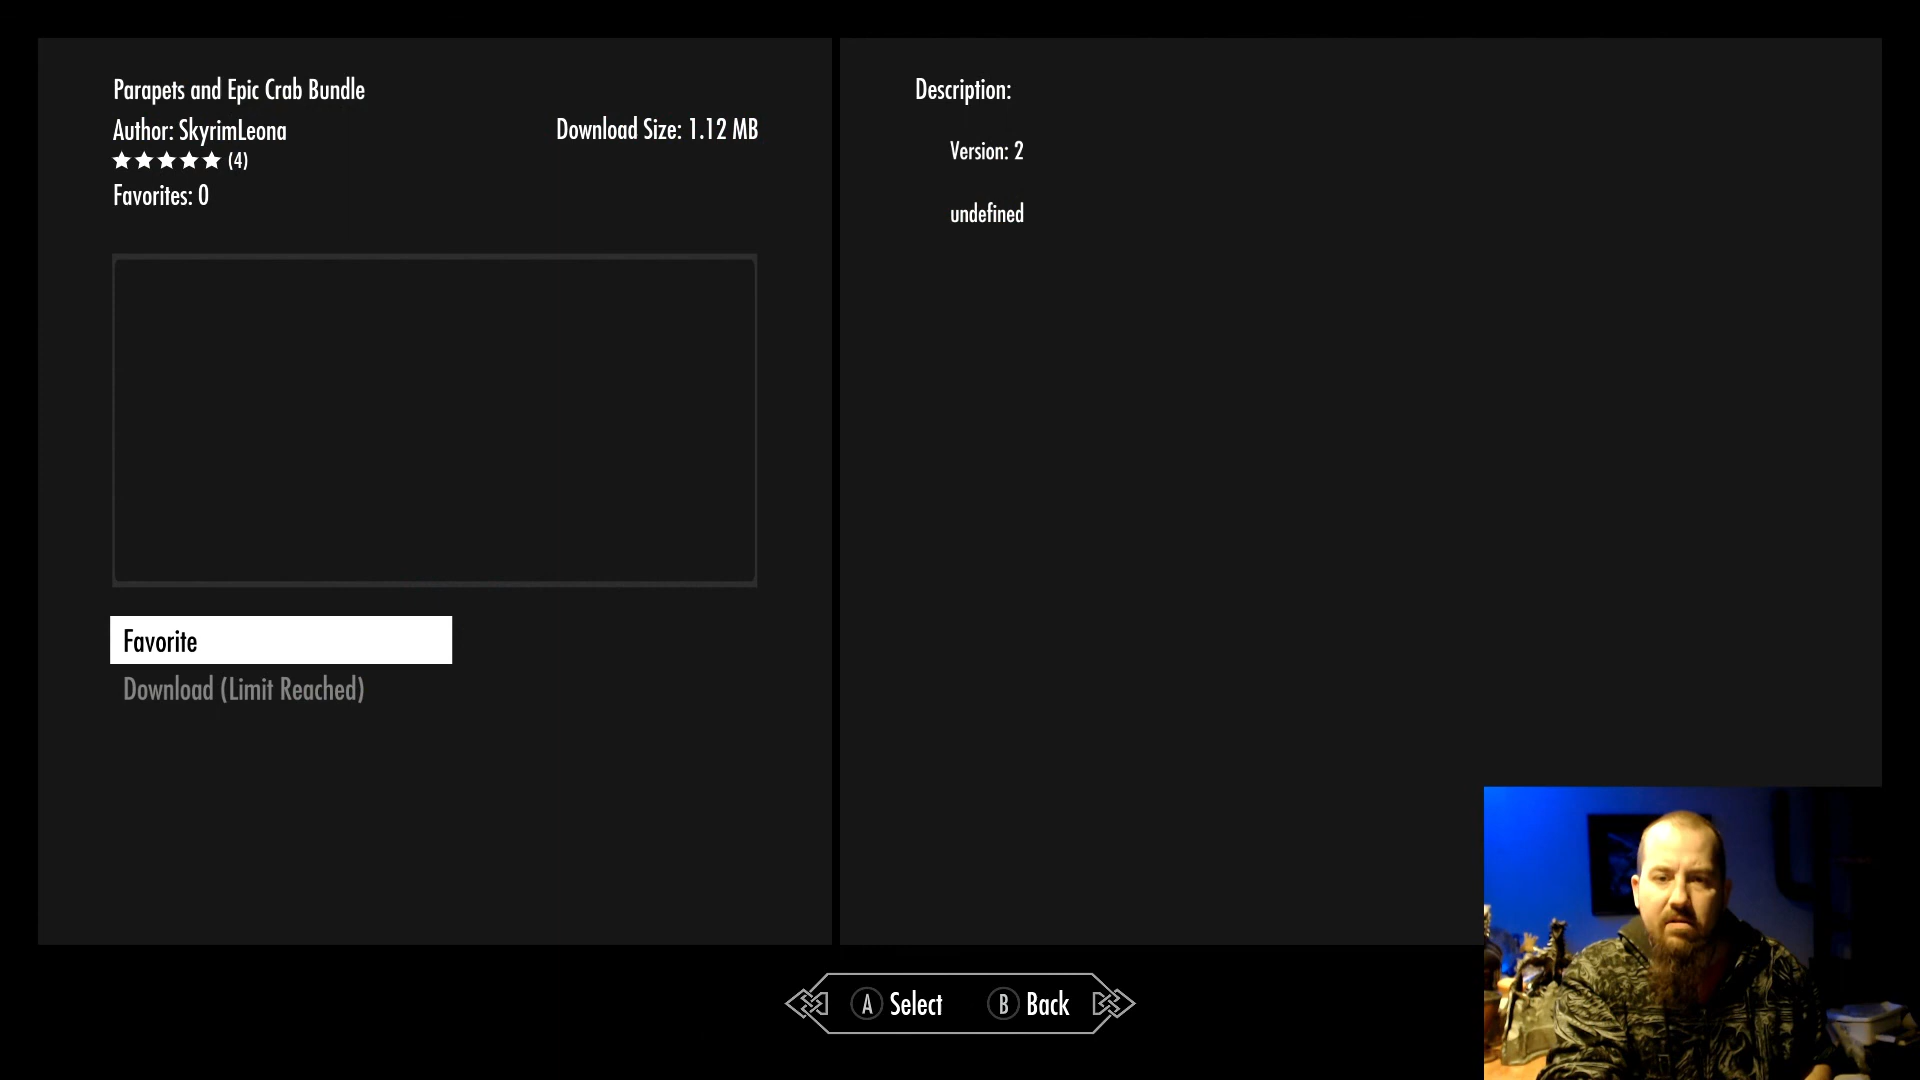 Parapets and Epic Crab Bundle
Author: SkyrimLeona
Download Size: 1.12 MB
(4)
Favorites: 0
Favorite
Download (Limit Reached)
Description:
Version: 2
undefined
A Select B Back